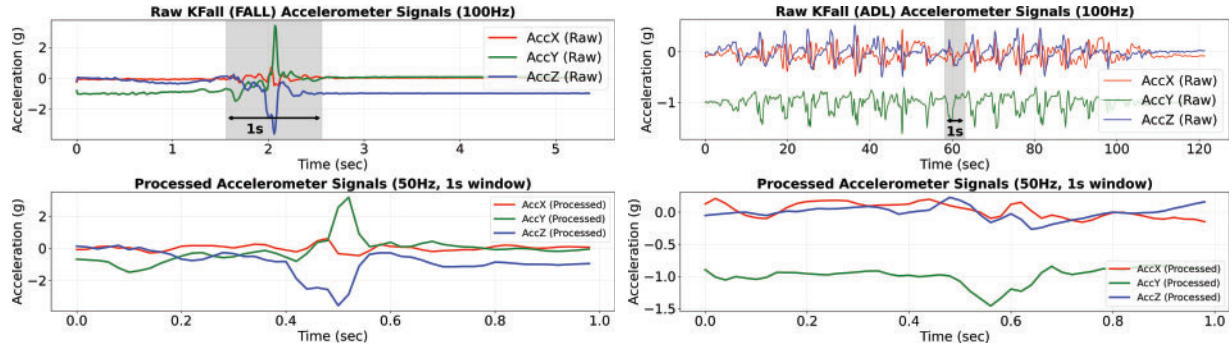 Raw KFall (FALL) Accelerometer Signals (100Hz)
Acceleration (g)
2
0
−2
AccX (Raw)
AccY (Raw)
AccZ (Raw)
1s
0
1
2
3
4
5
Time (sec)
Raw KFall (ADL) Accelerometer Signals (100Hz)
Acceleration (g)
0
−1
AccX (Raw)
AccY (Raw)
AccZ (Raw)
1s
0
20
40
60
80
100
120
Time (sec)
Processed Accelerometer Signals (50Hz, 1s window)
Acceleration (g)
2
0
−2
AccX (Processed)
AccY (Processed)
AccZ (Processed)
0.0
0.2
0.4
0.6
0.8
1.0
Time (sec)
Processed Accelerometer Signals (50Hz, 1s window)
Acceleration (g)
0.0
−0.5
−1.0
−1.5
AccX (Processed)
AccY (Processed)
AccZ (Processed)
0.0
0.2
0.4
0.6
0.8
1.0
Time (sec)